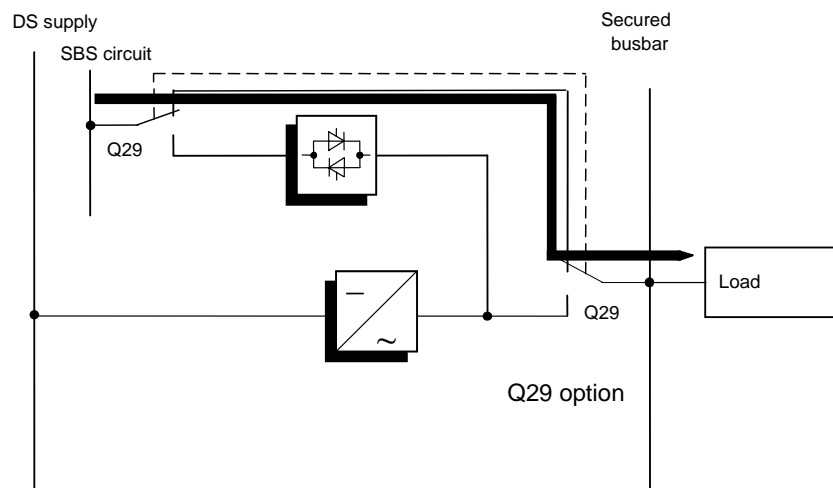 DS supply
SBS circuit
Secured
busbar
Q29
Load
Q29
~
Q29 option